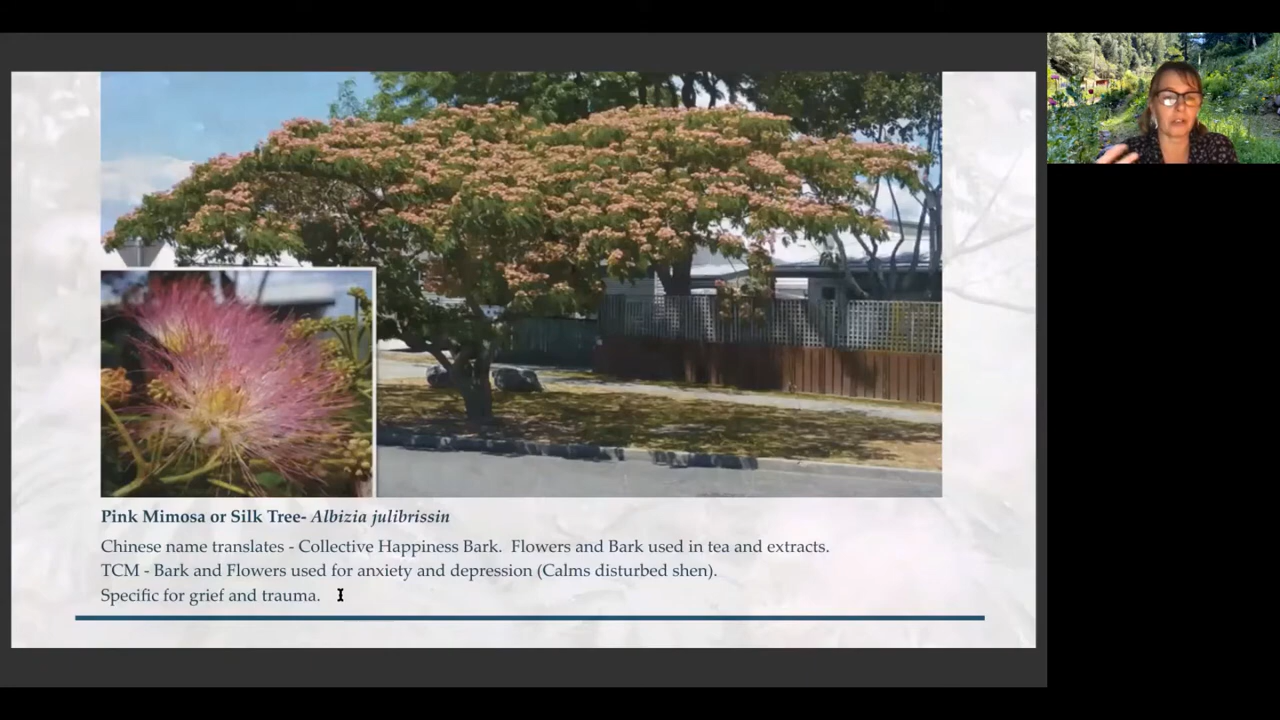 Pink Mimosa or Silk Tree- Albizia julibrissin
Chinese name translates - Collective Happiness Bark.  Flowers and Bark used in tea and extracts.
TCM - Bark and Flowers used for anxiety and depression (Calms disturbed shen).
Specific for grief and trauma.